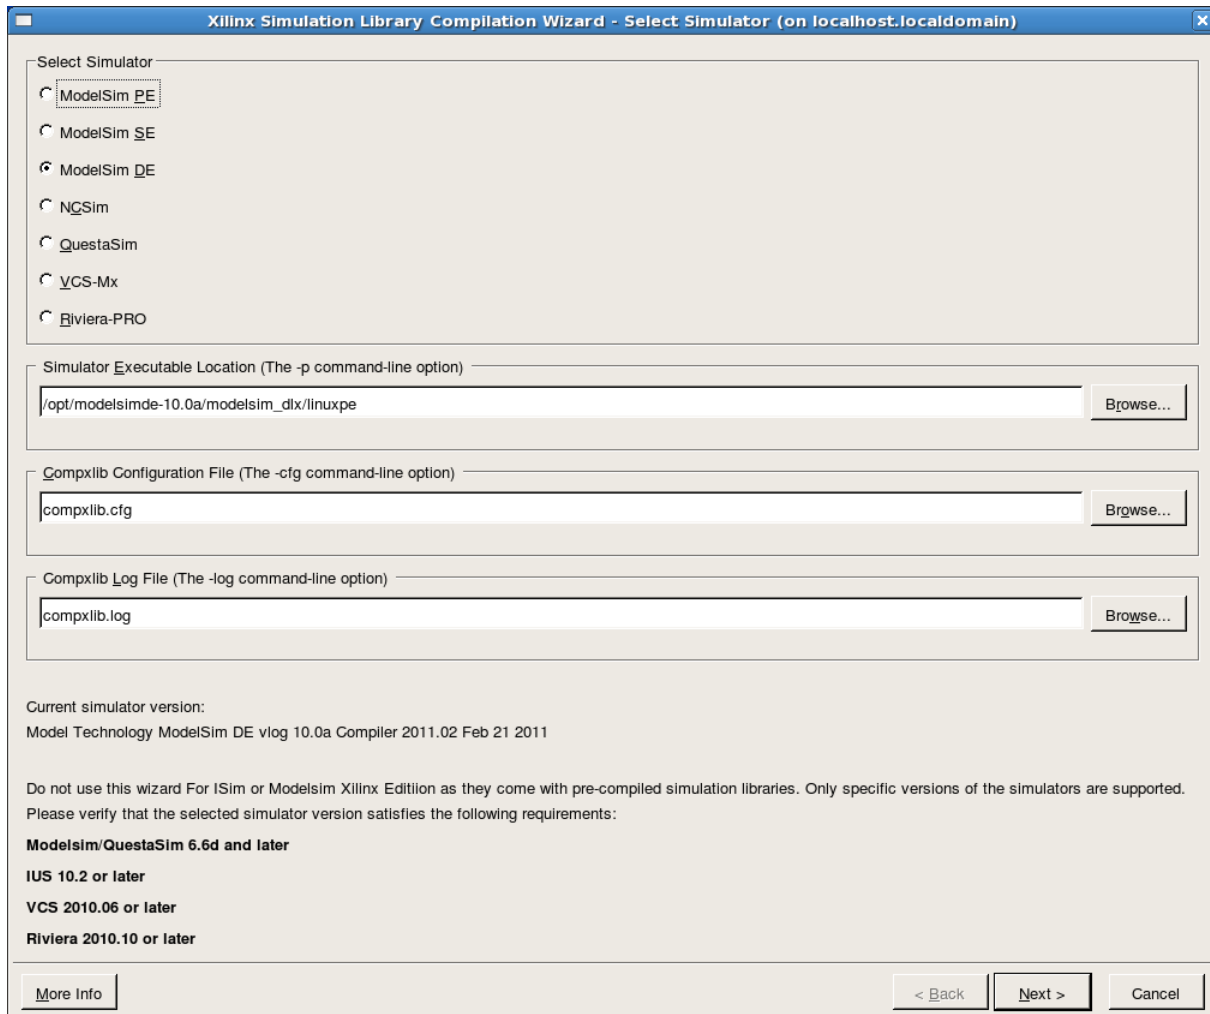 Xilinx Simulation Library Compilation Wizard - Select Simulator (on localhost.localdomain)
Select Simulator
ModelSim PE
ModelSim SE
ModelSim DE
NCSim
QuestaSim
VCS-Mx
Riviera-PRO
Simulator Executable Location (The -p command-line option)
/opt/modelsimde-10.0a/modelsim_dlx/linuxpe
Browse...
Compxlib Configuration File (The -cfg command-line option)
compxlib.cfg
Browse...
Compxlib Log File (The -log command-line option)
compxlib.log
Browse...
Current simulator version:
Model Technology ModelSim DE vlog 10.0a Compiler 2011.02 Feb 21 2011
Do not use this wizard For ISim or Modelsim Xilinx Editiion as they come with pre-compiled simulation libraries. Only specific versions of the simulators are supported.
Please verify that the selected simulator version satisfies the following requirements:
Modelsim/QuestaSim 6.6d and later
IUS 10.2 or later
VCS 2010.06 or later
Riviera 2010.10 or later
More Info
< Back
Next >
Cancel